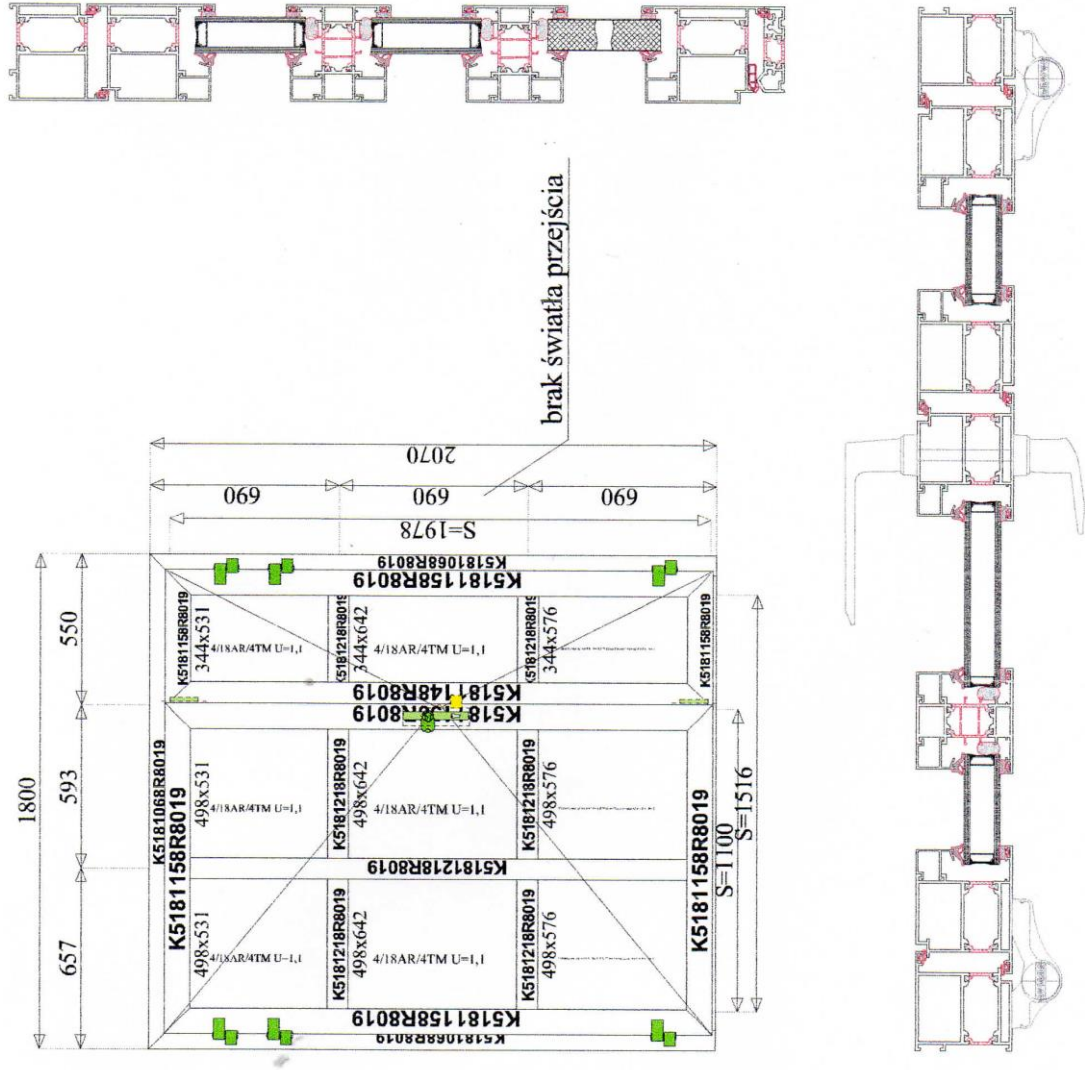 brak światła przejścia
1800
657
593
550
2070
690
690
690
S=1978
K5181068R8019
K5181158R8019
K5181158R8019
K5181068R8019
K5181158R8019
344x531
4/18AR/4TM U=1,1
K5181218R8019
344x642
4/18AR/4TM U=1,1
K5181218R8019
344x576
K5181158R8019
K5181148R8019
498x531
4/18AR/4TM U=1,1
K5181218R8019
498x642
4/18AR/4TM U=1,1
K5181218R8019
498x576
K5181218R8019
498x531
4/18AR/4TM U=1,1
K5181218R8019
498x642
4/18AR/4TM U=1,1
K5181218R8019
498x576
K5181158R8019
K5181158R8019
K5181068R8019
S=1100
S=1516